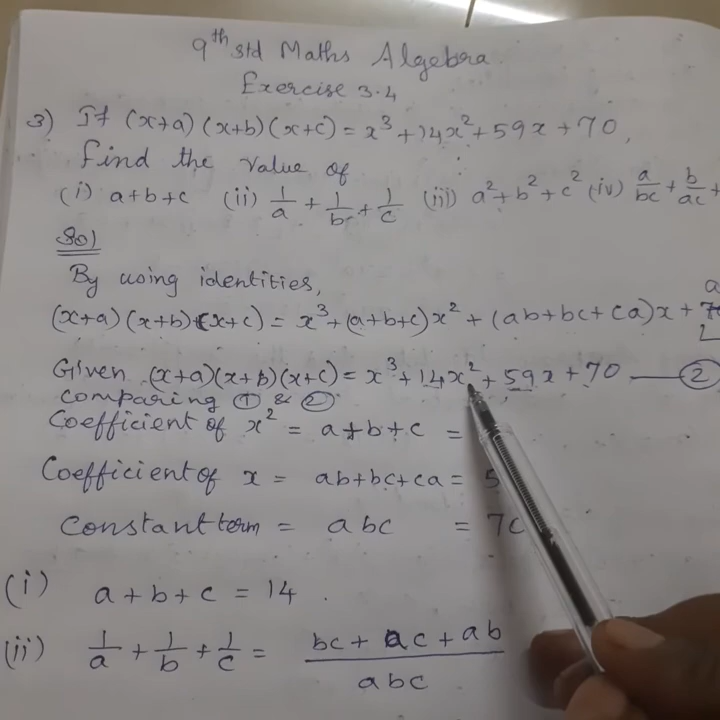 9th std Maths Algebra
Exercise 3.4
3) If (x+a) (x+b) (x+c) = x³+14x²+59x+70,
find the value of
(i) a+b+c (ii) 1/a + 1/b + 1/c (iii) a²+b²+c² (iv) a/bc + b/ac +
Sol
By using identities,
(x+a) (x+b) (x+c) = x³+(a+b+c)x²+(ab+bc+ca)x+
Given (x+a)(x+b)(x+c) = x³+14x²+59x+70 — ②
comparing ① & ②
Coefficient of x² = a+b+c =
Coefficient of x = ab+bc+ca = 5
Constant term = abc = 70
(i) a+b+c = 14.
(ii) 1/a + 1/b + 1/c = bc+ac+ab / abc